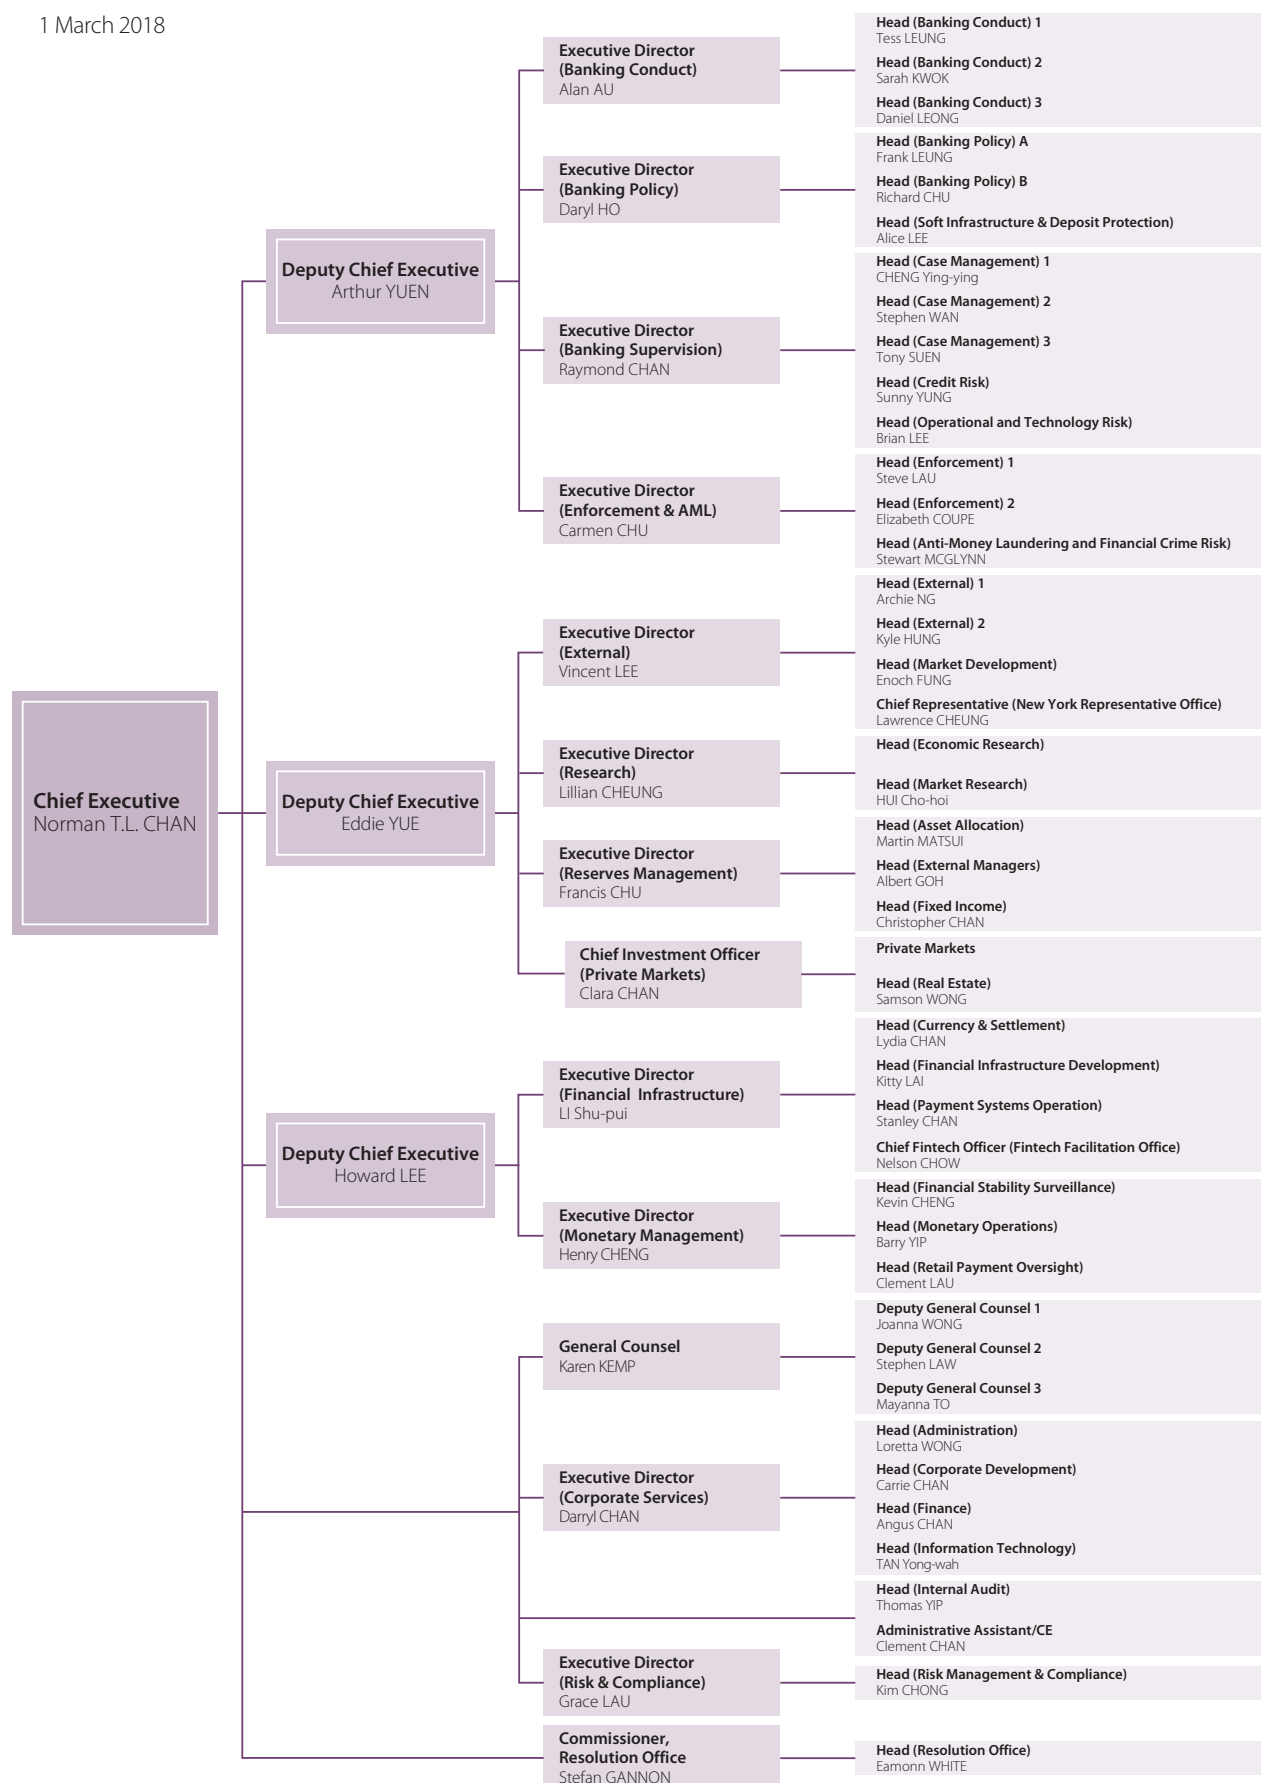 1 March 2018
Chief Executive
Norman T.L. CHAN
Deputy Chief Executive
Arthur YUEN
Executive Director
(Banking Conduct)
Alan AU
Head (Banking Conduct) 1
Tess LEUNG
Head (Banking Conduct) 2
Sarah KWOK
Head (Banking Conduct) 3
Daniel LEONG
Executive Director
(Banking Policy)
Daryl HO
Head (Banking Policy) A
Frank LEUNG
Head (Banking Policy) B
Richard CHU
Head (Soft Infrastructure & Deposit Protection)
Alice LEE
Executive Director
(Banking Supervision)
Raymond CHAN
Head (Case Management) 1
CHENG Ying-ying
Head (Case Management) 2
Stephen WAN
Head (Case Management) 3
Tony SUEN
Head (Credit Risk)
Sunny YUNG
Head (Operational and Technology Risk)
Brian LEE
Executive Director
(Enforcement & AML)
Carmen CHU
Head (Enforcement) 1
Steve LAU
Head (Enforcement) 2
Elizabeth COUPE
Head (Anti-Money Laundering and Financial Crime Risk)
Stewart MCGLYNN
Deputy Chief Executive
Eddie YUE
Executive Director
(External)
Vincent LEE
Head (External) 1
Archie NG
Head (External) 2
Kyle HUNG
Head (Market Development)
Enoch FUNG
Chief Representative (New York Representative Office)
Lawrence CHEUNG
Executive Director
(Research)
Lillian CHEUNG
Head (Economic Research)
Head (Market Research)
HUI Cho-hoi
Executive Director
(Reserves Management)
Francis CHU
Head (Asset Allocation)
Martin MATSUI
Head (External Managers)
Albert GOH
Head (Fixed Income)
Christopher CHAN
Chief Investment Officer
(Private Markets)
Clara CHAN
Private Markets
Head (Real Estate)
Samson WONG
Deputy Chief Executive
Howard LEE
Executive Director
(Financial Infrastructure)
LI Shu-pui
Head (Currency & Settlement)
Lydia CHAN
Head (Financial Infrastructure Development)
Kitty LAI
Head (Payment Systems Operation)
Stanley CHAN
Chief Fintech Officer (Fintech Facilitation Office)
Nelson CHOW
Executive Director
(Monetary Management)
Henry CHENG
Head (Financial Stability Surveillance)
Kevin CHENG
Head (Monetary Operations)
Barry YIP
Head (Retail Payment Oversight)
Clement LAU
General Counsel
Karen KEMP
Deputy General Counsel 1
Joanna WONG
Deputy General Counsel 2
Stephen LAW
Deputy General Counsel 3
Mayanna TO
Executive Director
(Corporate Services)
Darryl CHAN
Head (Administration)
Loretta WONG
Head (Corporate Development)
Carrie CHAN
Head (Finance)
Angus CHAN
Head (Information Technology)
TAN Yong-wah
Head (Internal Audit)
Thomas YIP
Administrative Assistant/CE
Clement CHAN
Executive Director
(Risk & Compliance)
Grace LAU
Head (Risk Management & Compliance)
Kim CHONG
Commissioner,
Resolution Office
Stefan GANNON
Head (Resolution Office)
Eamonn WHITE